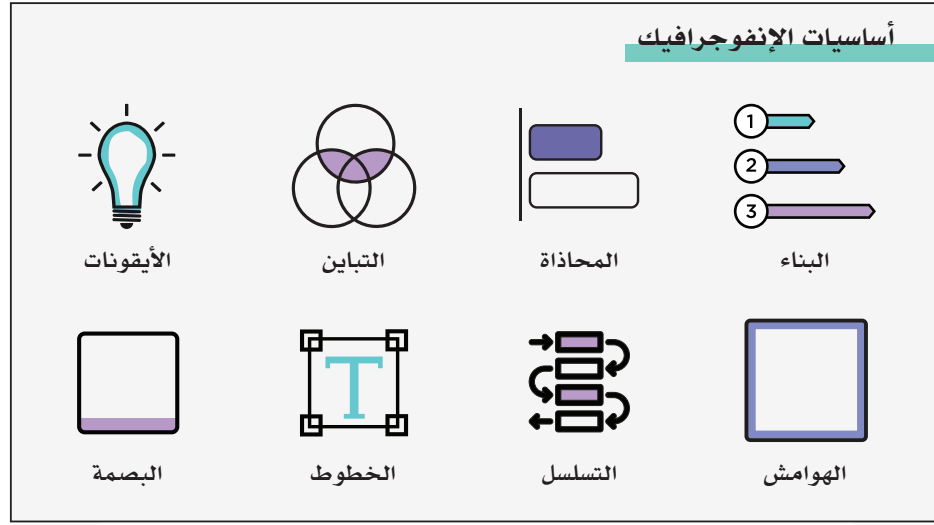 أساسيات الإنفوجرافيك
1
2
3
البناء
المحاذاة
التباين
الأيقونات
الهوامش
التسلسل
T
الخطوط
البصمة